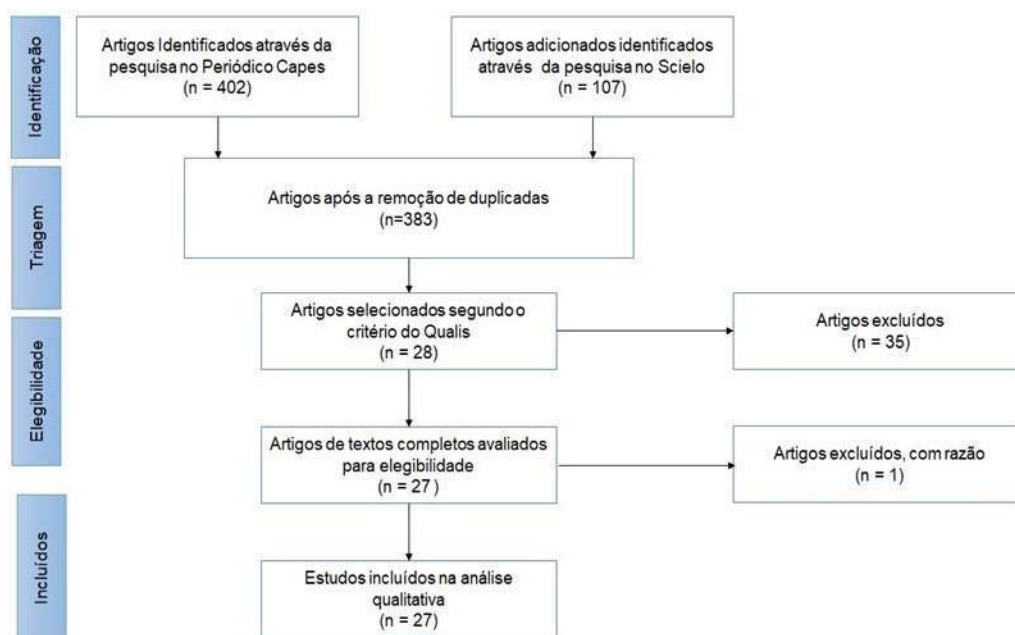 Identificação
Artigos Identificados através da
pesquisa no Periódico Capes
(n = 402)
Artigos adicionados identificados
através da pesquisa no Scielo
(n = 107)
Triagem
Artigos após a remoção de duplicadas
(n=383)
Artigos selecionados segundo o
critério do Qualis
(n = 28)
Artigos excluídos
(n = 35)
Elegibilidade
Artigos de textos completos avaliados
para elegibilidade
(n = 27 )
Artigos excluídos, com razão
(n = 1)
Incluídos
Estudos incluídos na análise
qualitativa
(n = 27)